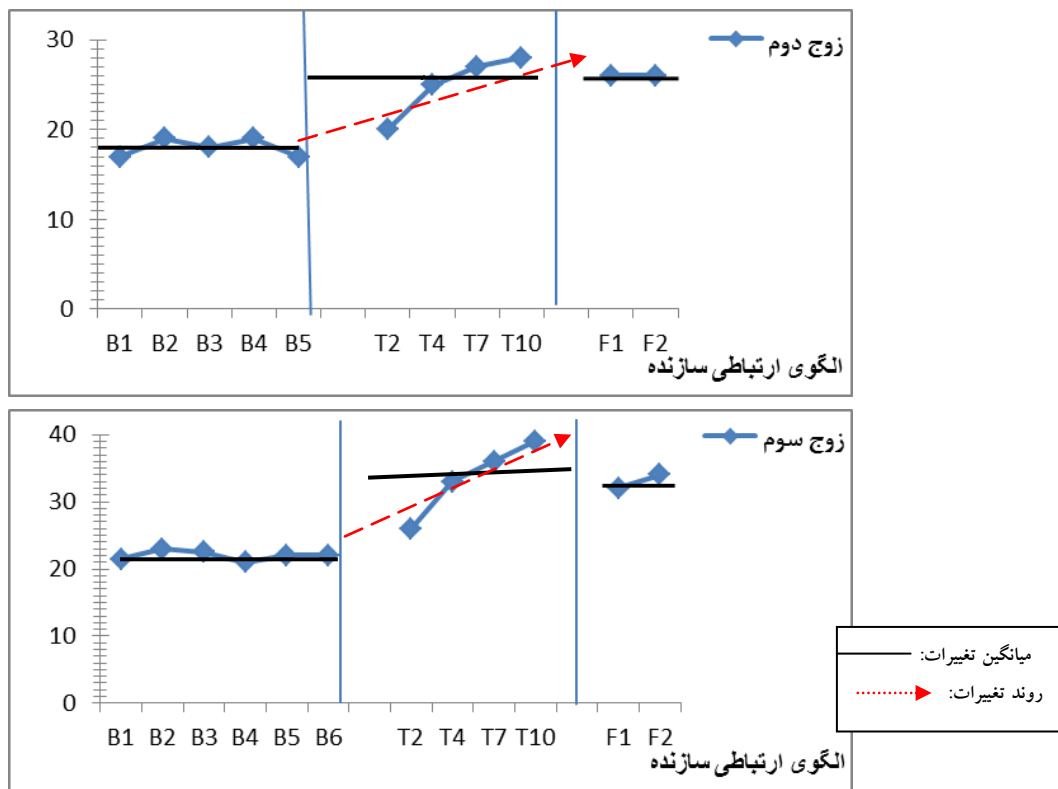 زوج دوم
30
20
10
0
B1 B2 B3 B4 B5 T2 T4 T7 T10 F1 F2
الگوی ارتباطی سازنده
زوج سوم
40
30
20
10
0
B1 B2 B3 B4 B5 B6 T2 T4 T7 T10 F1 F2
الگوی ارتباطی سازنده
میانگین تغییرات:
روند تغییرات: